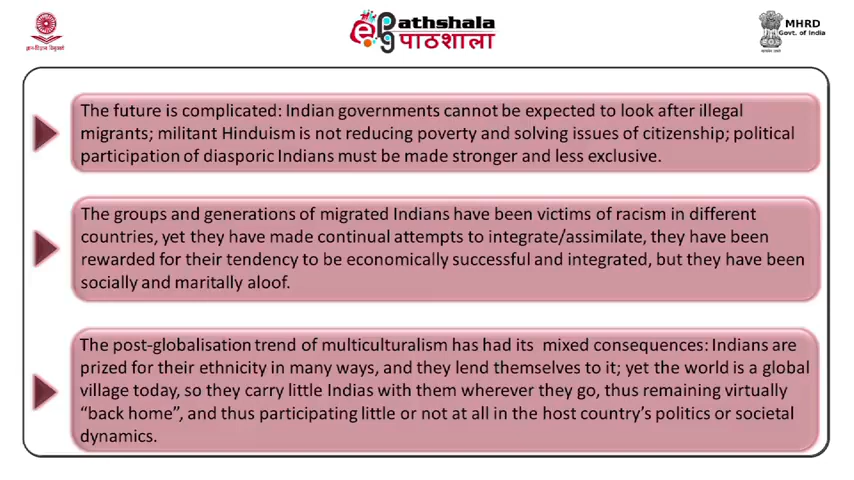 Pathshala
पाठशाला
MHRD
Govt. of India
The future is complicated: Indian governments cannot be expected to look after illegal
migrants; militant Hinduism is not reducing poverty and solving issues of citizenship; political
participation of diasporic Indians must be made stronger and less exclusive.
The groups and generations of migrated Indians have been victims of racism in different
countries, yet they have made continual attempts to integrate/assimilate, they have been
rewarded for their tendency to be economically successful and integrated, but they have been
socially and maritally aloof.
The post-globalisation trend of multiculturalism has had its mixed consequences: Indians are
prized for their ethnicity in many ways, and they lend themselves to it; yet the world is a global
village today, so they carry little Indias with them wherever they go, thus remaining virtually
“back home”, and thus participating little or not at all in the host country’s politics or societal
dynamics.